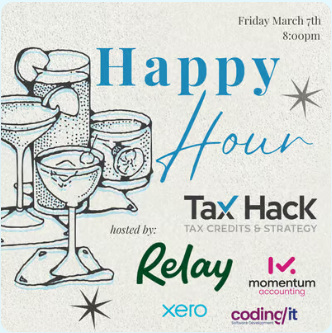 Friday March 7th
8:00pm
Happy
Hour
Tax Hack
TAX CREDITS & STRATEGY
hosted by:
Relay
momentum
accounting
xero
coding/it
Software Development